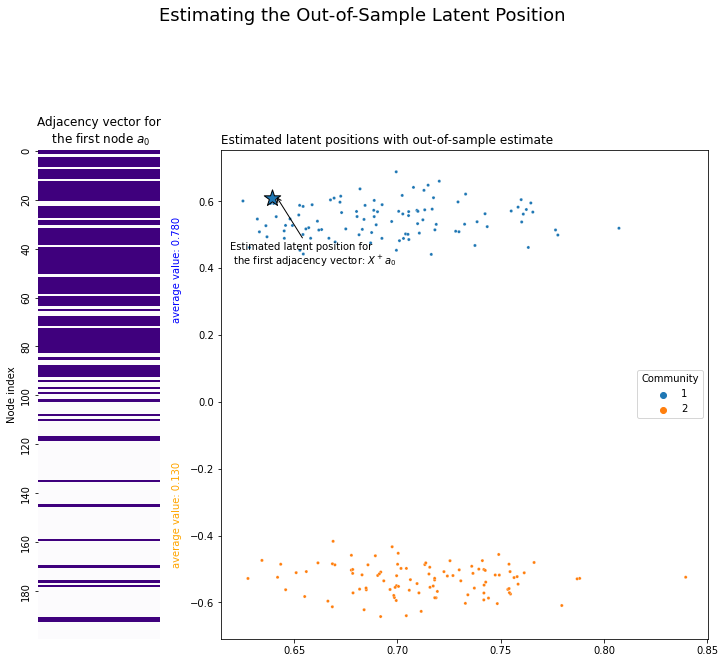 Estimating the Out-of-Sample Latent Position
Adjacency vector for
the first node a₀
Node index
0
20
40
60
80
100
120
140
160
180
average value: 0.780
average value: 0.130
Estimated latent positions with out-of-sample estimate
0.6
0.4
0.2
0.0
−0.2
−0.4
−0.6
Estimated latent position for
the first adjacency vector: X⁺a₀
Community
1
2
0.65
0.70
0.75
0.80
0.85